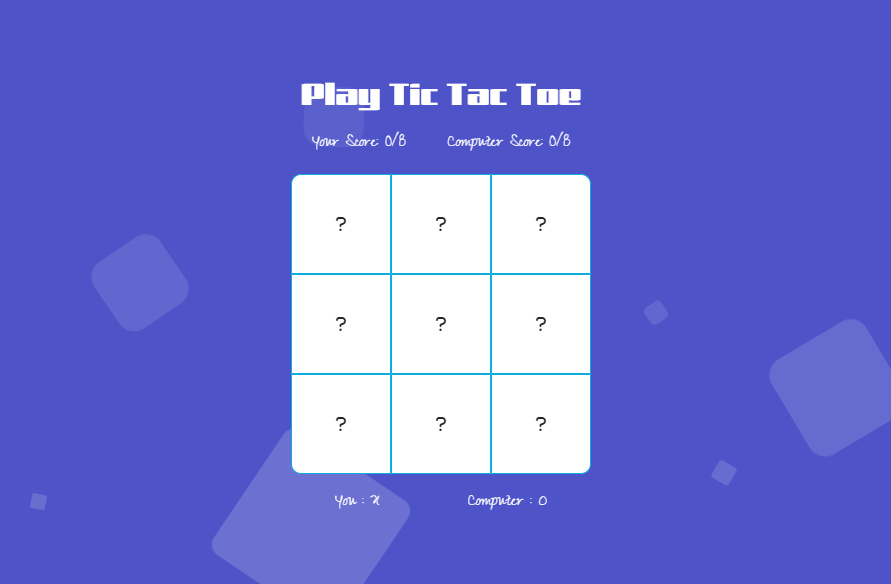 Play Tic Tac Toe
Your Score: 0/8 Computer Score: 0/8
? ? ?
? ? ?
? ? ?
You : X Computer : O